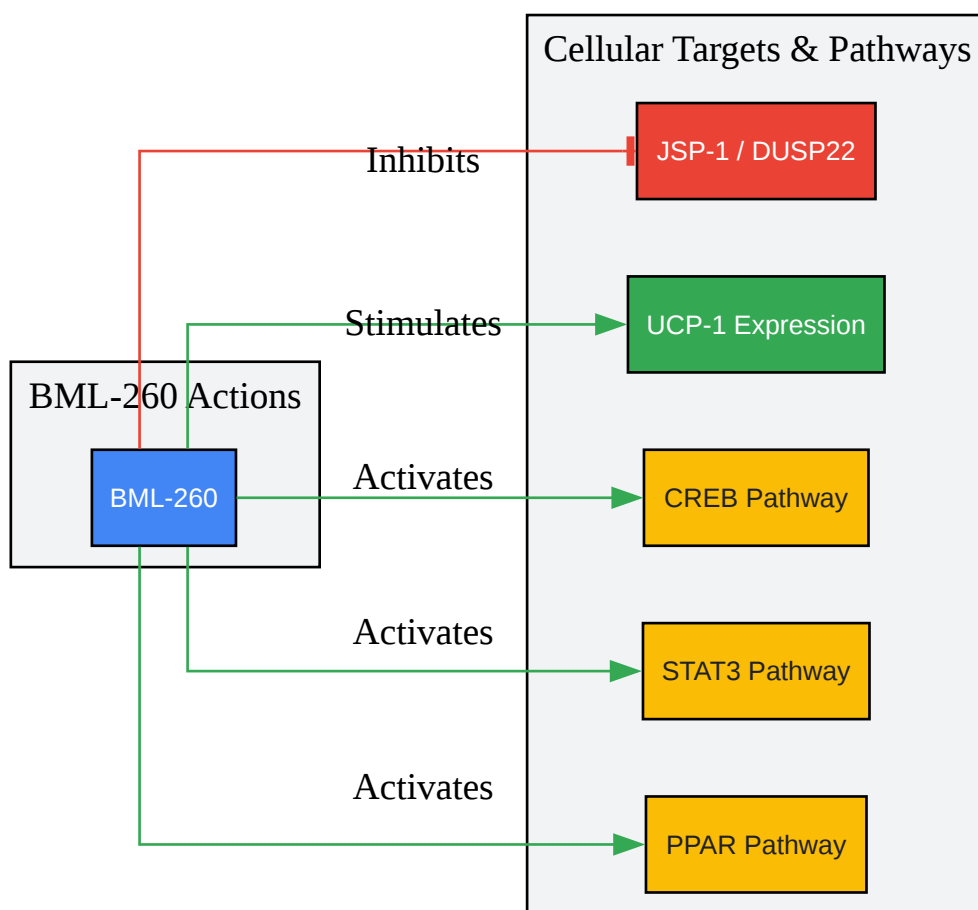 Cellular Targets & Pathways
JSP-1 / DUSP22
Inhibits
UCP-1 Expression
Stimulates
BML-260 Actions
BML-260
Activates
CREB Pathway
Activates
STAT3 Pathway
Activates
PPAR Pathway